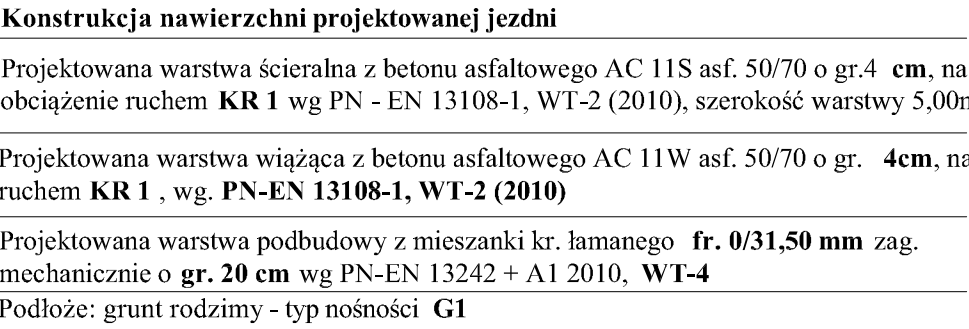 Konstrukcja nawierzchni projektowanej jezdni
Projektowana warstwa ścieralna z betonu asfaltowego AC 11S asf. 50/70 o gr.4 cm, na
obciążenie ruchem KR 1 wg PN - EN 13108-1, WT-2 (2010), szerokość warstwy 5,00m
Projektowana warstwa wiążąca z betonu asfaltowego AC 11W asf. 50/70 o gr. 4cm, na
ruchem KR 1 , wg. PN-EN 13108-1, WT-2 (2010)
Projektowana warstwa podbudowy z mieszanki kr. łamanego fr. 0/31,50 mm zag.
mechanicznie o gr. 20 cm wg PN-EN 13242 + A1 2010, WT-4
Podłoże: grunt rodzimy - typ nośności G1